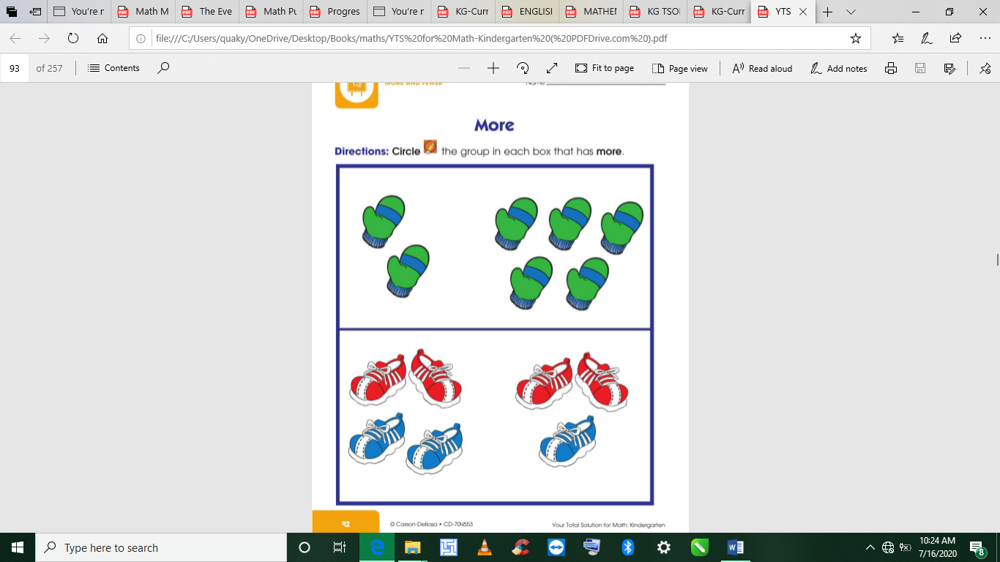 You're r
Math M
The Eve
Math Pu
Progres
You're r
KG-Curr
ENGLISI
MATHEI
KG TSO
KG-Curr
YTS
file:///C:/Users/quaky/OneDrive/Desktop/Books/maths/YTS%20for%20Math-Kindergarten%20(%20PDFDrive.com%20).pdf
93 of 257 Contents Fit to page Page view Read aloud Add notes
1+2 MORE AND FEWER Name
More
Directions: Circle the group in each box that has more.
92 © Carson-Dellosa • CD-704553 Your Total Solution for Math: Kindergarten
Type here to search
10:24 AM
7/16/2020
8